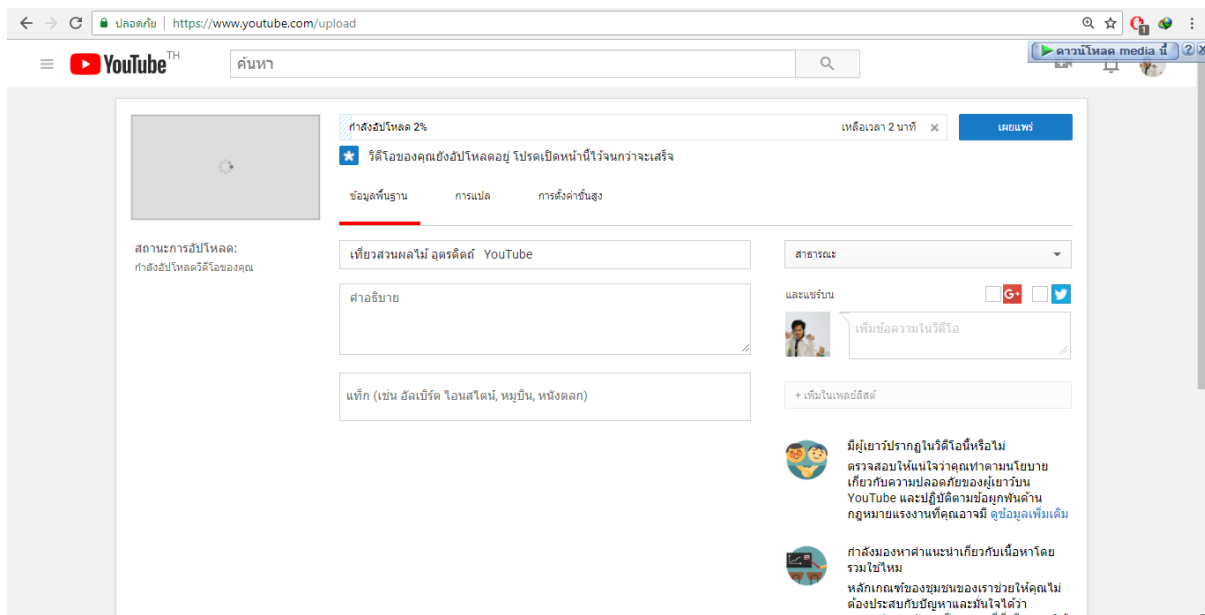 ปลอดภัย | https://www.youtube.com/upload
1
ดาวน์โหลด media นี้ ? X
YouTube TH
ค้นหา
กำลังอัปโหลด 2% เหลือเวลา 2 นาที
เผยแพร่
วิดีโอของคุณยังอัปโหลดอยู่ โปรดเปิดหน้านี้ไว้จนกว่าจะเสร็จ
ข้อมูลพื้นฐาน การแปล การตั้งค่าขั้นสูง
สถานะการอัปโหลด:
กำลังอัปโหลดวิดีโอของคุณ
เที่ยวสวนผลไม้ อุตรดิตถ์ YouTube
คำอธิบาย
แท็ก (เช่น อัลเบิร์ต ไอนสไตน์, หมูบิน, หนังตลก)
สาธารณะ
และแชร์บน
G+
เพิ่มข้อความในวิดีโอ
+ เพิ่มในเพลย์ลิสต์
มีผู้เยาว์ปรากฏในวิดีโอนี้หรือไม่
ตรวจสอบให้แน่ใจว่าคุณทำตามนโยบาย
เกี่ยวกับความปลอดภัยของผู้เยาว์บน
YouTube และปฏิบัติตามข้อผูกพันด้าน
กฎหมายแรงงานที่คุณอาจมี ดูข้อมูลเพิ่มเติม
กำลังมองหาคำแนะนำเกี่ยวกับเนื้อหาโดย
รวมใช่ไหม
หลักเกณฑ์ของชุมชนของเราช่วยให้คุณไม่
ต้องประสบกับปัญหาและมั่นใจได้ว่า